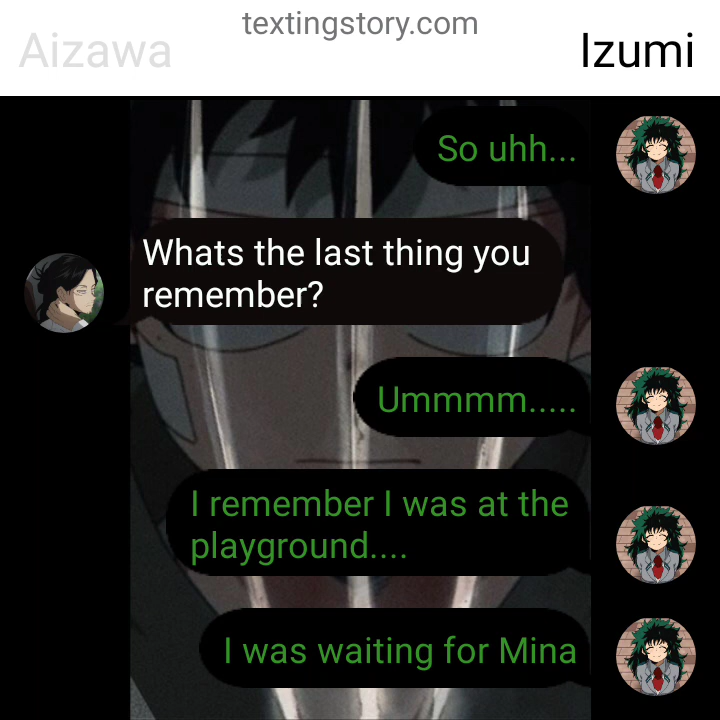 textingstory.com
Aizawa
Izumi
So uhh...
Whats the last thing you
remember?
Ummmm.....
I remember I was at the
playground....
I was waiting for Mina